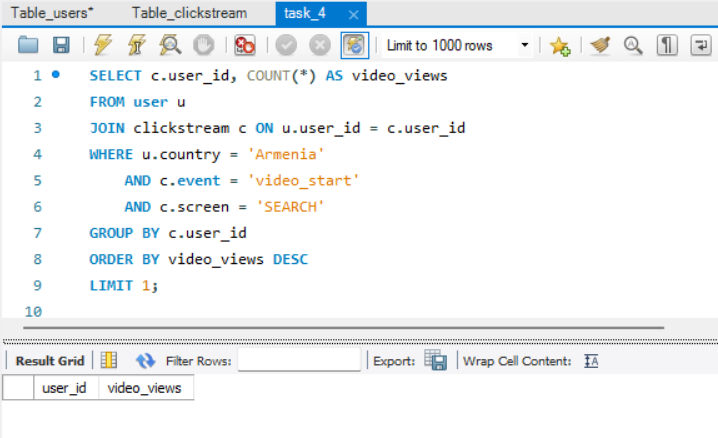 Table_users* Table_clickstream task_4
Limit to 1000 rows
1 SELECT c.user_id, COUNT(*) AS video_views
2 FROM user u
3 JOIN clickstream c ON u.user_id = c.user_id
4 WHERE u.country = 'Armenia'
5 AND c.event = 'video_start'
6 AND c.screen = 'SEARCH'
7 GROUP BY c.user_id
8 ORDER BY video_views DESC
9 LIMIT 1;
10
Result Grid Filter Rows: Export: Wrap Cell Content:
user_id video_views